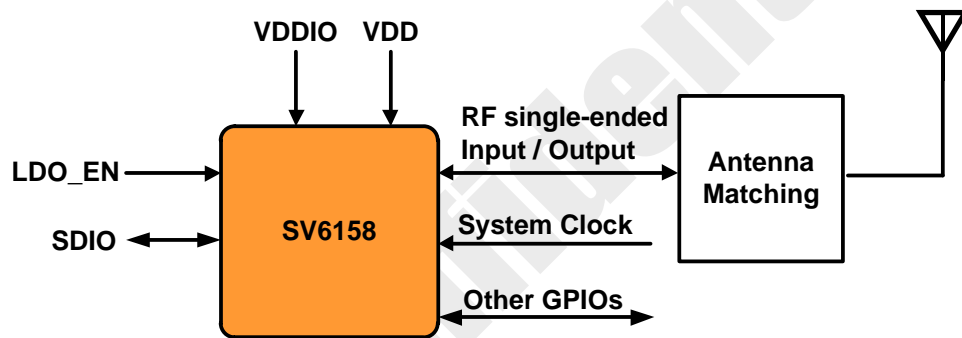 VDDIO VDD
RF single-ended
Input / Output
LDO_EN
Antenna
Matching
SV6158
SDIO
System Clock
Other GPIOs